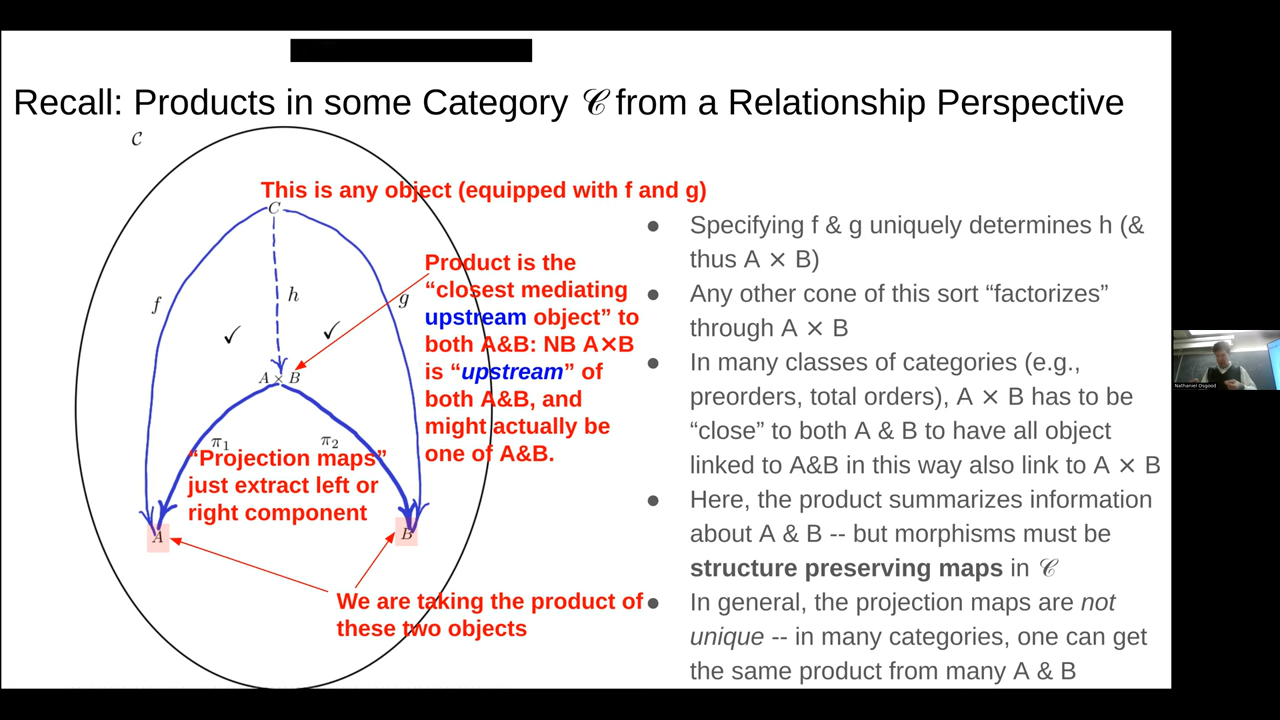 Recall: Products in some Category 𝒞 from a Relationship Perspective
𝒞
This is any object (equipped with f and g)
C
f
h
g
Product is the
“closest mediating
upstream object” to
both A&B: NB A×B
is “upstream” of
both A&B, and
might actually be
one of A&B.
✓ ✓
A × B
π₁ π₂
“Projection maps”
just extract left or
right component
A
B
We are taking the product of
these two objects
● Specifying f & g uniquely determines h (&
thus A × B)
● Any other cone of this sort “factorizes”
through A × B
● In many classes of categories (e.g.,
preorders, total orders), A × B has to be
“close” to both A & B to have all object
linked to A&B in this way also link to A × B
● Here, the product summarizes information
about A & B -- but morphisms must be
structure preserving maps in 𝒞
● In general, the projection maps are not
unique -- in many categories, one can get
the same product from many A & B
Nathaniel Osgood